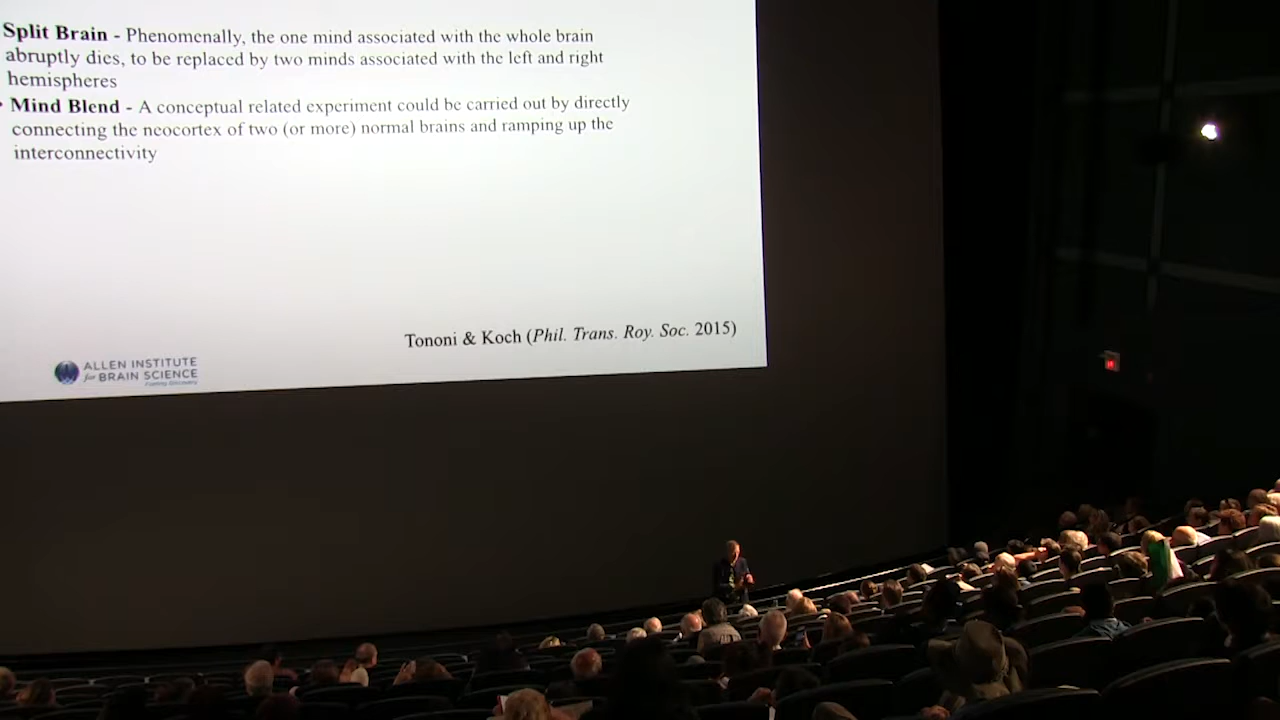 Split Brain - Phenomenally, the one mind associated with the whole brain
abruptly dies, to be replaced by two minds associated with the left and right
hemispheres
• Mind Blend - A conceptual related experiment could be carried out by directly
connecting the neocortex of two (or more) normal brains and ramping up the
interconnectivity
Tononi & Koch (Phil. Trans. Roy. Soc. 2015)
ALLEN INSTITUTE
for BRAIN SCIENCE